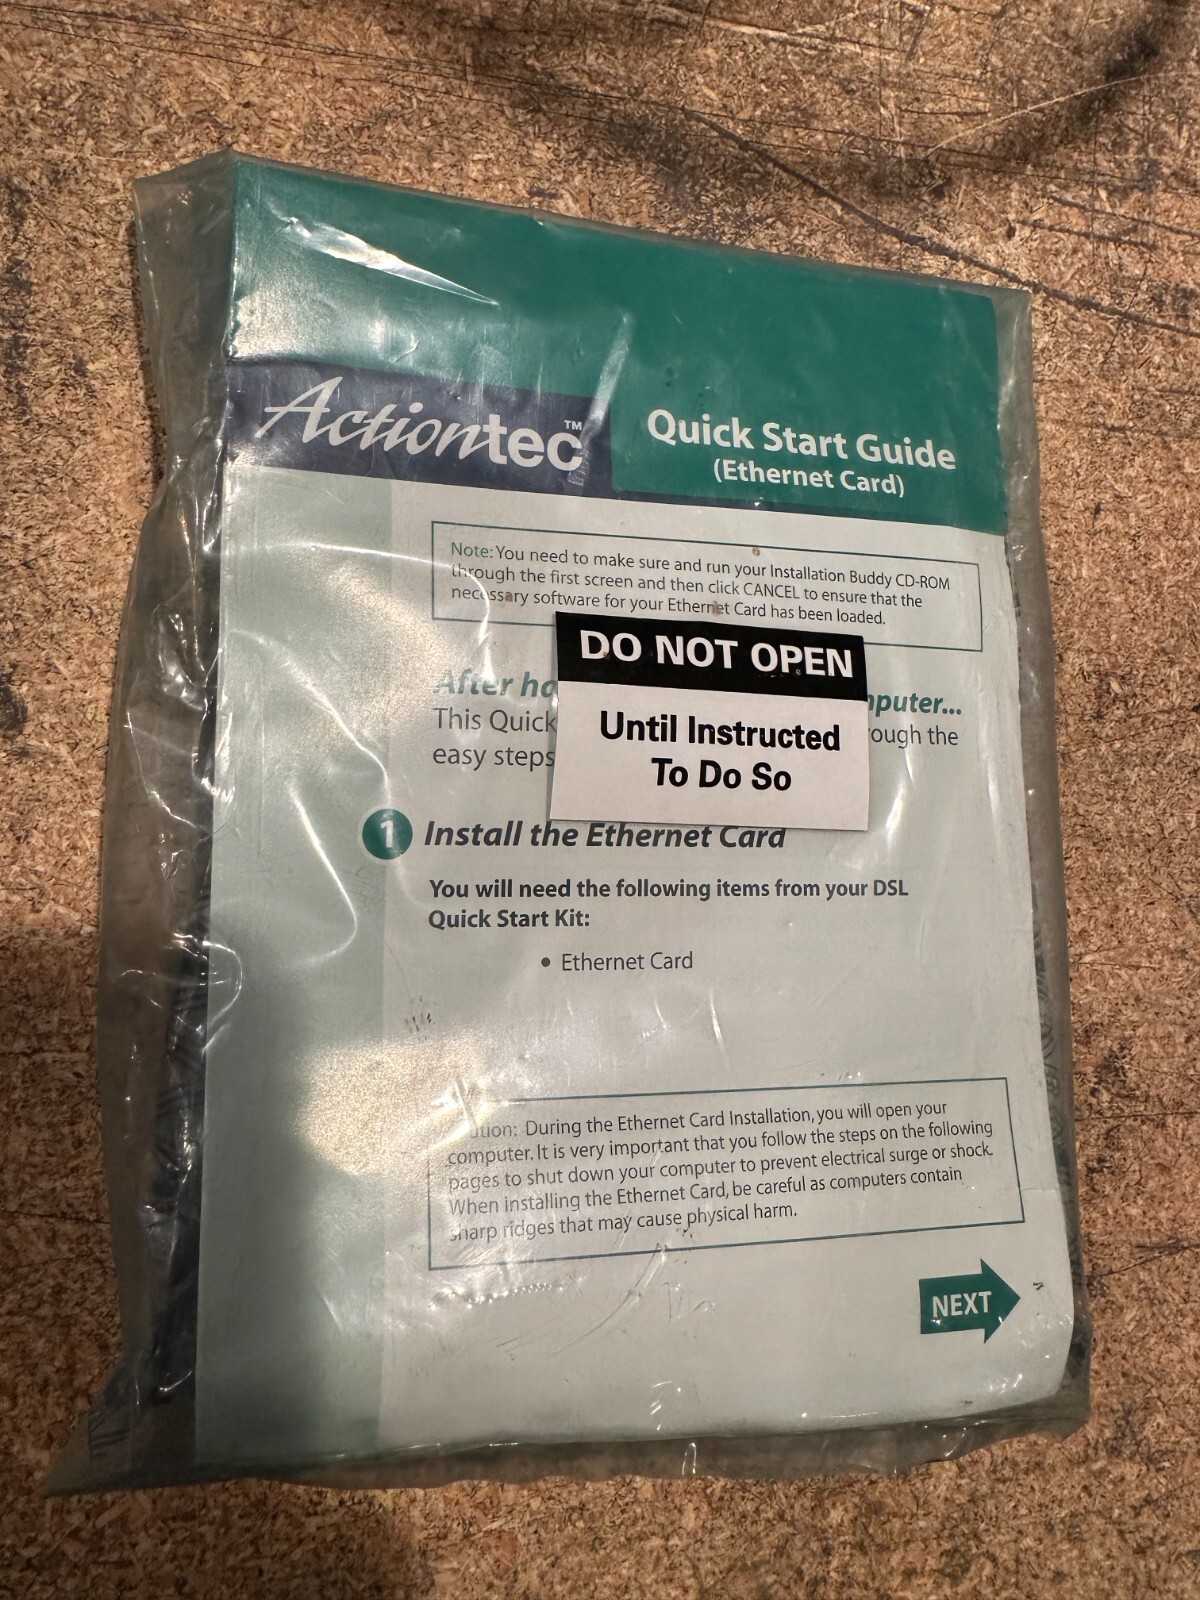 Actiontec™
Quick Start Guide
(Ethernet Card)
Note: You need to make sure and run your Installation Buddy CD-ROM
through the first screen and then click CANCEL to ensure that the
necessary software for your Ethernet Card has been loaded.
DO NOT OPEN
Until Instructed
To Do So
After
This Quick ough the
easy steps
1 Install the Ethernet Card
You will need the following items from your DSL
Quick Start Kit:
• Ethernet Card
ution: During the Ethernet Card Installation, you will open your
computer. It is very important that you follow the steps on the following
pages to shut down your computer to prevent electrical surge or shock.
When installing the Ethernet Card, be careful as computers contain
sharp ridges that may cause physical harm.
NEXT